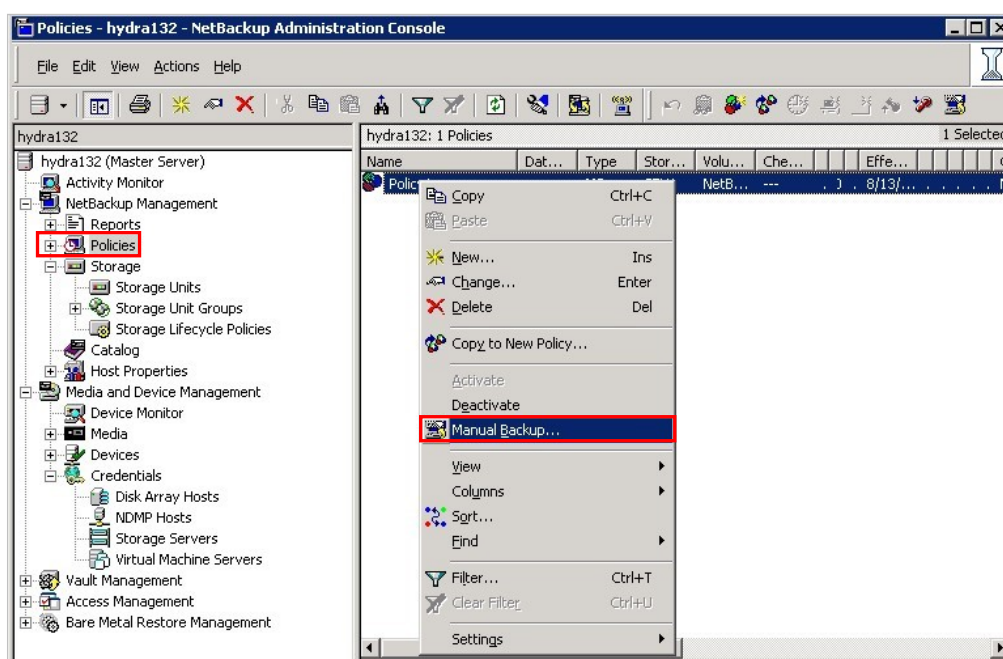 Policies - hydra132 - NetBackup Administration Console
File Edit View Actions Help
hydra132
hydra132: 1 Policies
1 Selected
Name Dat... Type Stor... Volu... Che... Effe...
NetB... --- 8/13/...
hydra132 (Master Server)
Activity Monitor
NetBackup Management
Reports
Policies
Storage
Storage Units
Storage Unit Groups
Storage Lifecycle Policies
Catalog
Host Properties
Media and Device Management
Device Monitor
Media
Devices
Credentials
Disk Array Hosts
NDMP Hosts
Storage Servers
Virtual Machine Servers
Vault Management
Access Management
Bare Metal Restore Management
Copy Ctrl+C
Paste Ctrl+V
New... Ins
Change... Enter
Delete Del
Copy to New Policy...
Activate
Deactivate
Manual Backup...
View
Columns
Sort...
Find
Filter... Ctrl+T
Clear Filter Ctrl+U
Settings